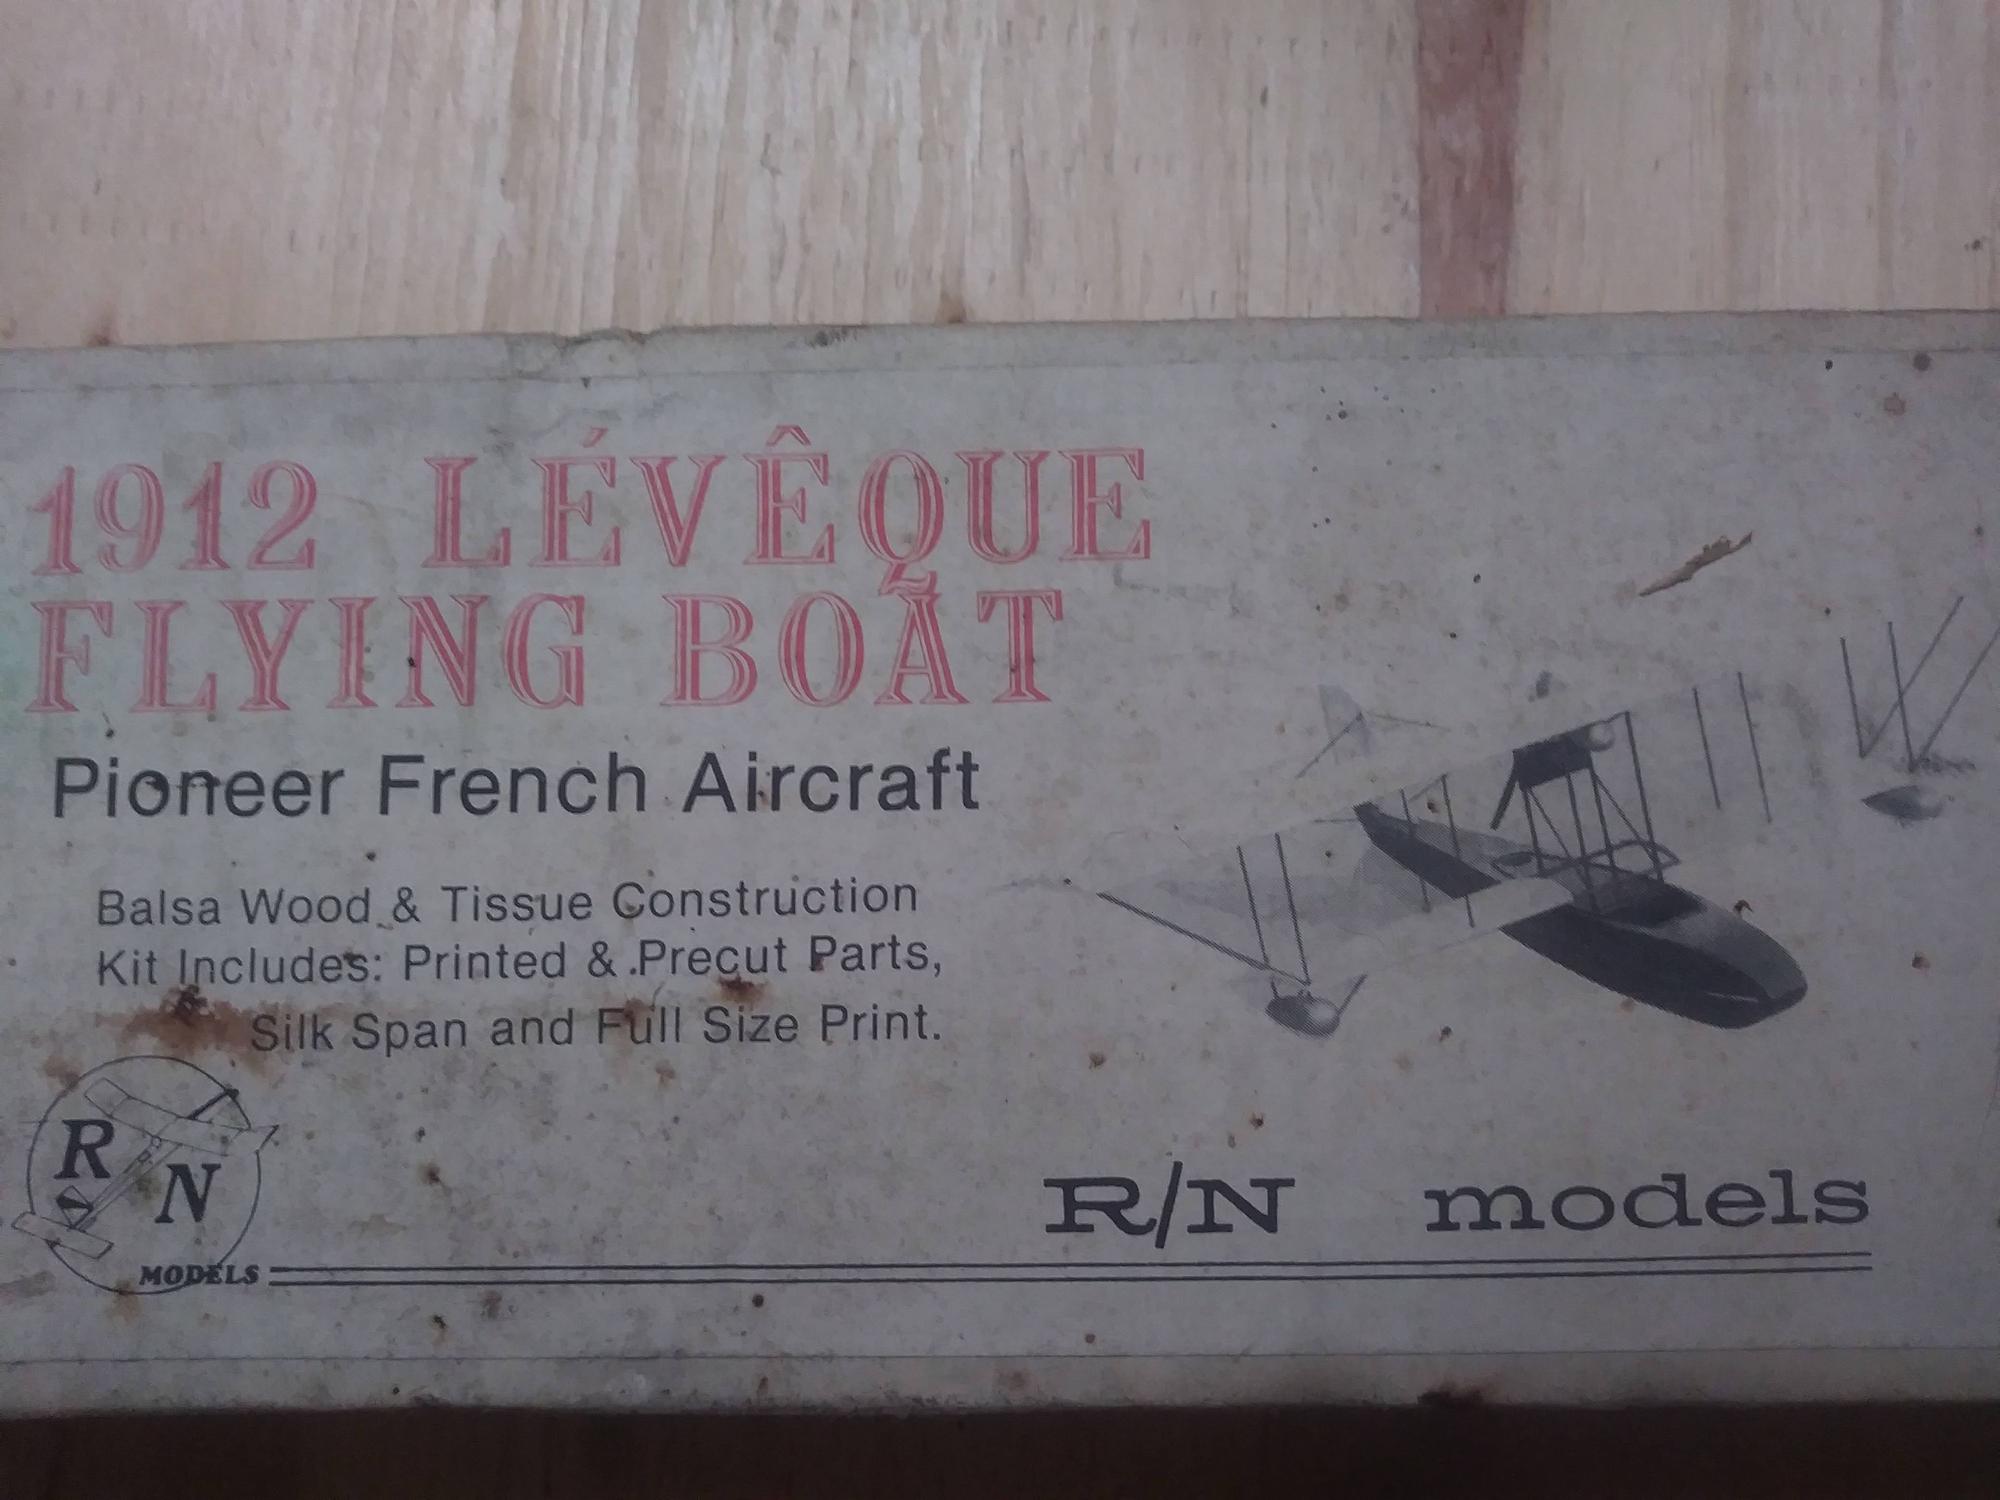 1912 LÉVÊQUE
FLYING BOAT
Pioneer French Aircraft
Balsa Wood & Tissue Construction
Kit Includes: Printed & Precut Parts,
Silk Span and Full Size Print.
R N
MODELS
R/N models